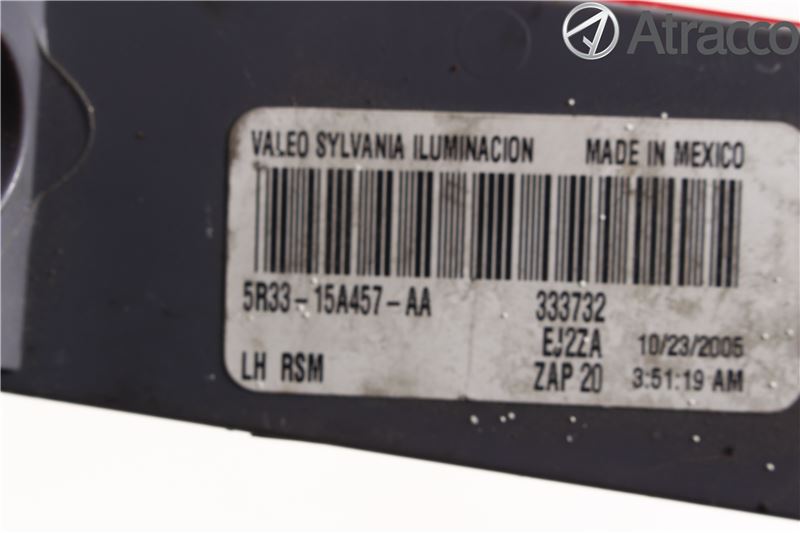 Atracco
VALEO SYLVANIA ILUMINACION MADE IN MEXICO
5R33-15A457-AA 333732
EJ2ZA 10/23/2005
LH RSM ZAP 20 3:51:19 AM